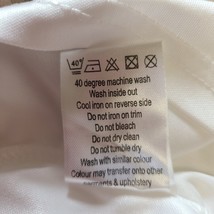 40°
40 degree machine wash
Wash inside out
Cool iron on reverse side
Do not iron on trim
Do not bleach
Do not dry clean
Do not tumble dry
Wash with similar colour
Colour may transfer onto other
garments & upholstery